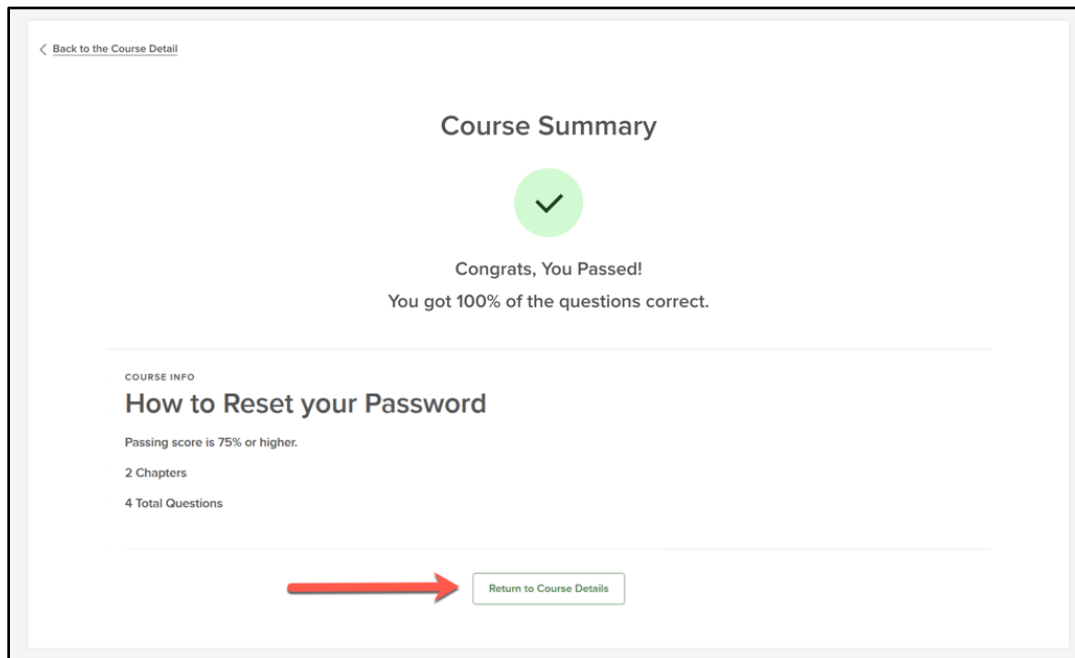 Back to the Course Detail
Course Summary
Congrats, You Passed!
You got 100% of the questions correct.
COURSE INFO
How to Reset your Password
Passing score is 75% or higher.
2 Chapters
4 Total Questions
Return to Course Details